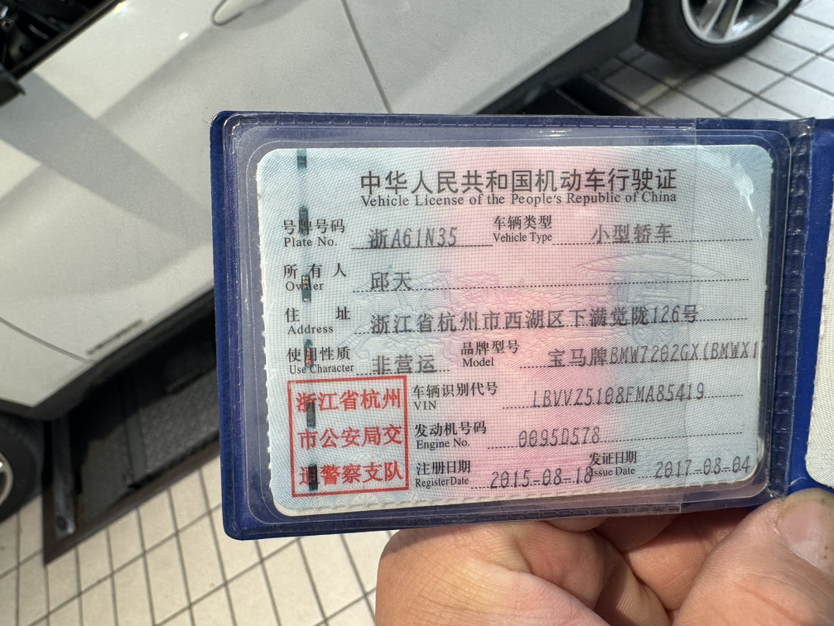 中华人民共和国机动车行驶证
Vehicle License of the People's Republic of China
号牌号码 浙A61N35 车辆类型 小型轿车
Plate No. Vehicle Type
所有人 邱天
Owner
住址 浙江省杭州市西湖区下满觉陇126号
Address
使用性质 非营运 品牌型号 宝马牌BMW7202GX(BMWX1
Use Character Model
浙江省杭州
市公安局交
通警察支队
车辆识别代号 LBVVZ5108FMA85419
VIN
发动机号码 0095D578
Engine No.
注册日期 2015-08-18 发证日期 2017-08-04
Register Date Issue Date